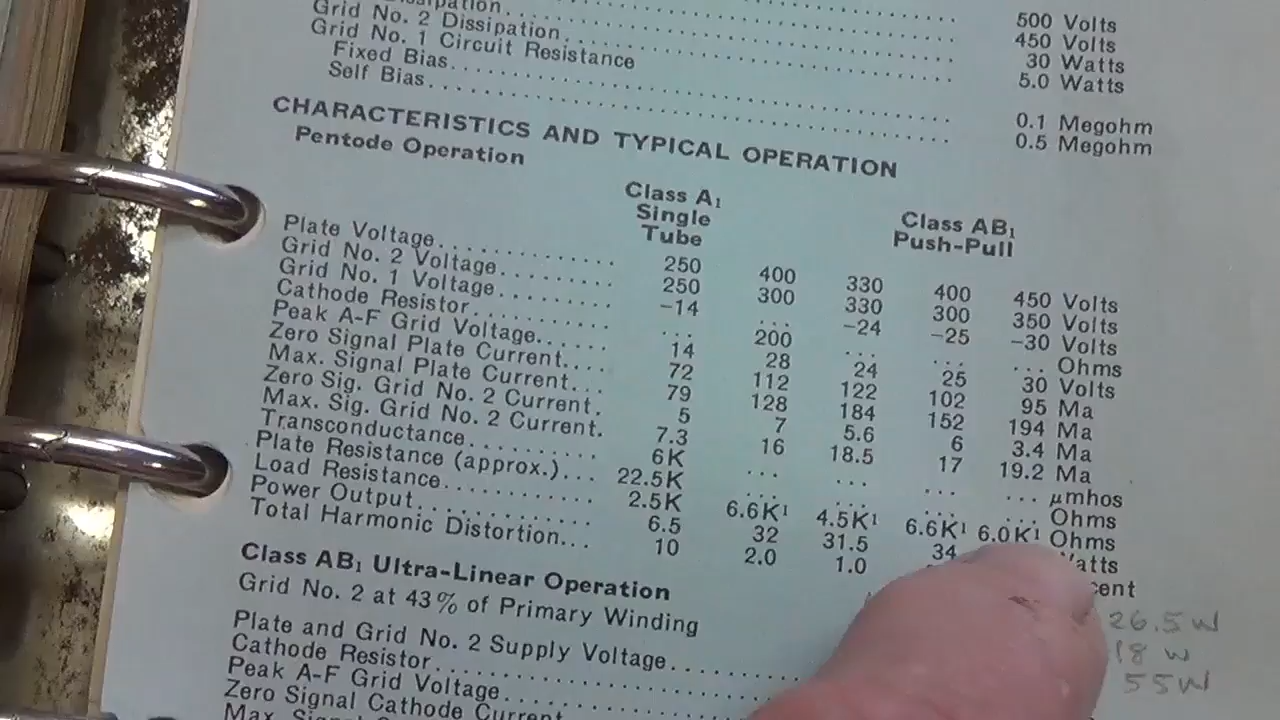 500 Volts
Grid No. 2 Dissipation 450 Volts
Grid No. 1 Circuit Resistance 30 Watts
Fixed Bias 5.0 Watts
Self Bias
0.1 Megohm
0.5 Megohm
CHARACTERISTICS AND TYPICAL OPERATION
Pentode Operation
Class A1 Single Tube
Class AB1 Push-Pull
Plate Voltage 250 400 330 400 450 Volts
Grid No. 2 Voltage 250 300 330 300 350 Volts
Grid No. 1 Voltage -14 ... -24 -25 -30 Volts
Cathode Resistor ... 200 ... ... ... Ohms
Peak A-F Grid Voltage 14 28 24 25 30 Volts
Zero Signal Plate Current 72 112 122 102 95 Ma
Max. Signal Plate Current 79 128 184 152 194 Ma
Zero Sig. Grid No. 2 Current 5 7 5.6 6 3.4 Ma
Max. Sig. Grid No. 2 Current 7.3 16 18.5 17 19.2 Ma
Transconductance 6K ... ... ... ... µmhos
Plate Resistance (approx.) 22.5K ... ... ... ... Ohms
Load Resistance 2.5K 6.6K1 4.5K1 6.6K1 6.0K1 Ohms
Power Output 6.5 32 31.5 34 atts
Total Harmonic Distortion 10 2.0 1.0 cent
Class AB1 Ultra-Linear Operation
Grid No. 2 at 43% of Primary Winding
26.5W
18 W
55W
Plate and Grid No. 2 Supply Voltage
Cathode Resistor
Peak A-F Grid Voltage
Zero Signal Cathode Current